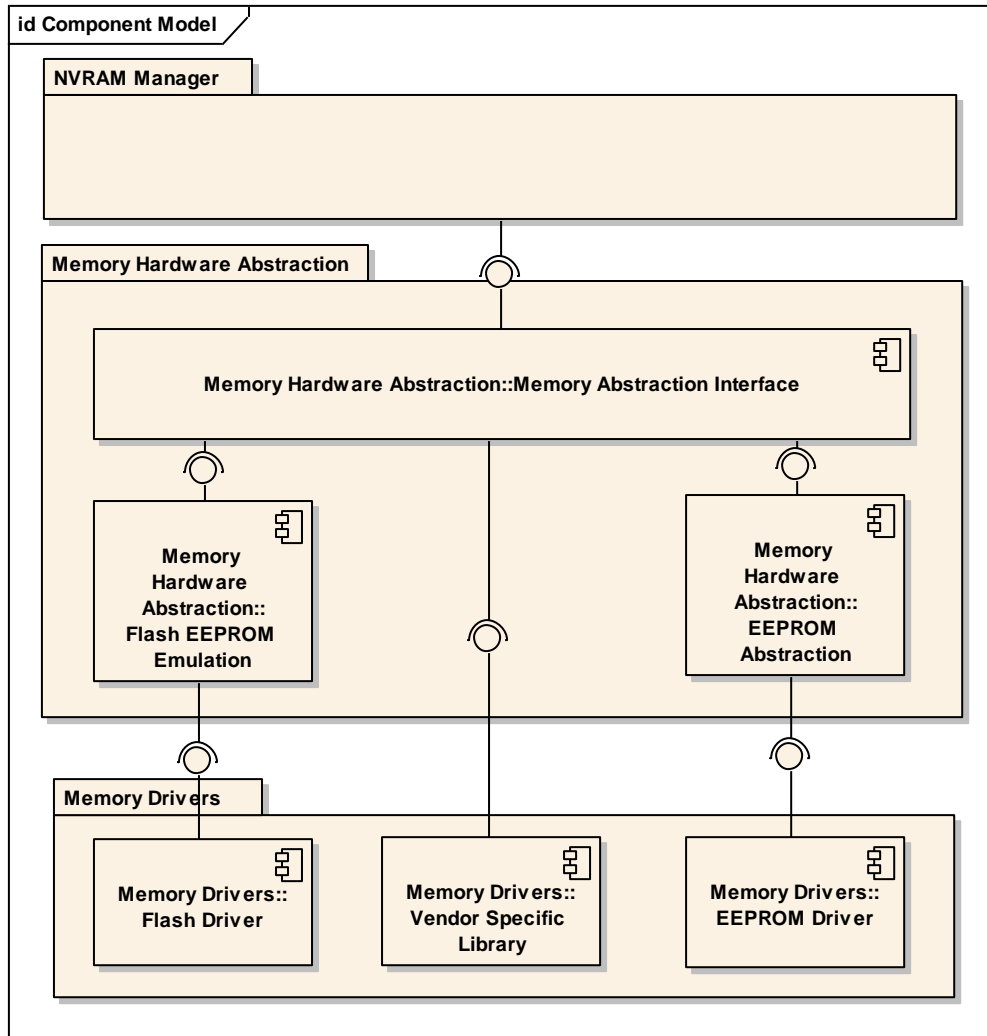 id Component Model
NVRAM Manager
Memory Hardware Abstraction
Memory Hardware Abstraction::Memory Abstraction Interface
Memory
Hardware
Abstraction::
Flash EEPROM
Emulation
Memory
Hardware
Abstraction::
EEPROM
Abstraction
Memory Drivers
Memory Drivers::
Flash Driver
Memory Drivers::
Vendor Specific
Library
Memory Drivers::
EEPROM Driver